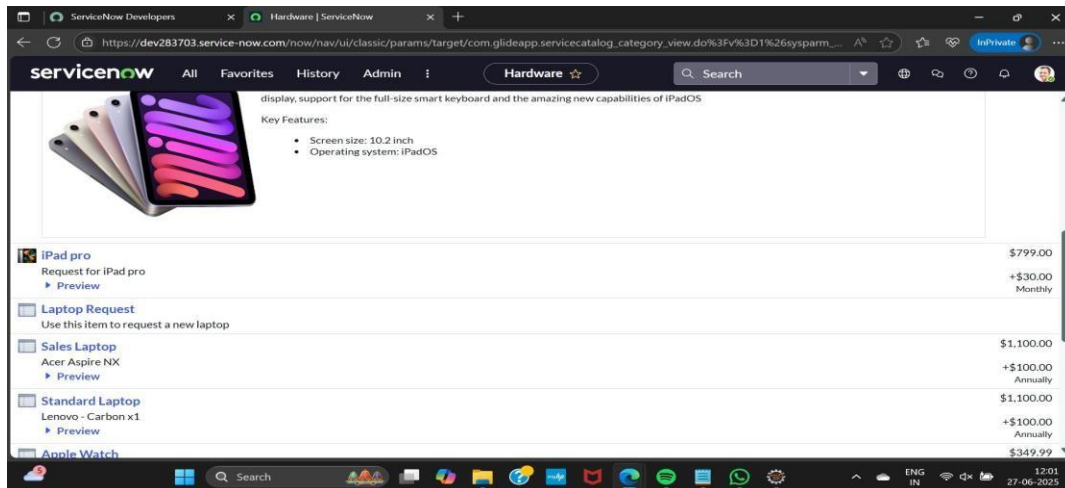 ServiceNow Developers
Hardware | ServiceNow
https://dev283703.service-now.com/now/nav/ui/classic/params/target/com.glideapp.servicecatalog_category_view.do%3Fv%3D1%26sysparm_...
InPrivate
servicenow All Favorites History Admin Hardware Search
display, support for the full-size smart keyboard and the amazing new capabilities of iPadOS
Key Features:
• Screen size: 10.2 inch
• Operating system: iPadOS
iPad pro $799.00
Request for iPad pro
Preview +$30.00
Monthly
Laptop Request
Use this item to request a new laptop
Sales Laptop $1,100.00
Acer Aspire NX
Preview +$100.00
Annually
Standard Laptop $1,100.00
Lenovo - Carbon x1
Preview +$100.00
Annually
Apple Watch $349.99
5
Search
ENG 12:01
IN 27-06-2025